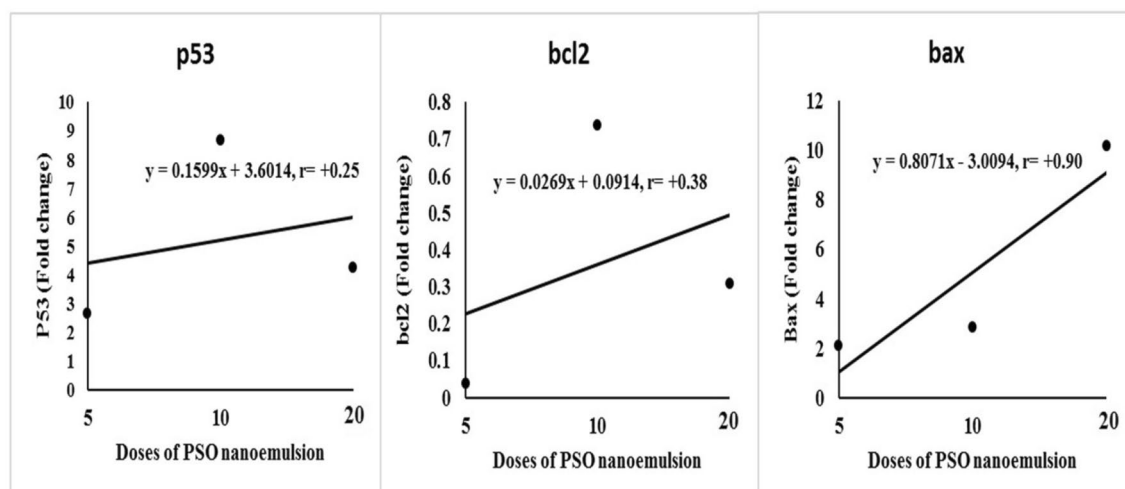 p53
P53 (Fold change)
10
9
8
7
6
5
4
3
2
1
0
y = 0.1599x + 3.6014, r= +0.25
5 10 20
Doses of PSO nanoemulsion
bcl2
bcl2 (Fold change)
0.8
0.7
0.6
0.5
0.4
0.3
0.2
0.1
0
y = 0.0269x + 0.0914, r= +0.38
5 10 20
Doses of PSO nanoemulsion
bax
Bax (Fold change)
12
10
8
6
4
2
0
y = 0.8071x - 3.0094, r= +0.90
5 10 20
Doses of PSO nanoemulsion